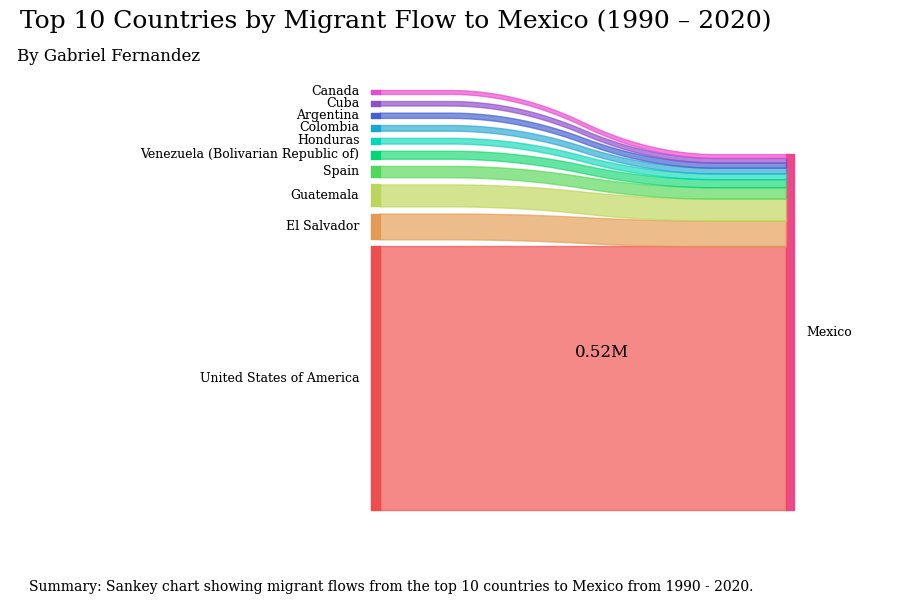 Top 10 Countries by Migrant Flow to Mexico (1990 – 2020)
By Gabriel Fernandez
Canada
Cuba
Argentina
Colombia
Honduras
Venezuela (Bolivarian Republic of)
Spain
Guatemala
El Salvador
Mexico
0.52M
United States of America
Summary: Sankey chart showing migrant flows from the top 10 countries to Mexico from 1990 - 2020.